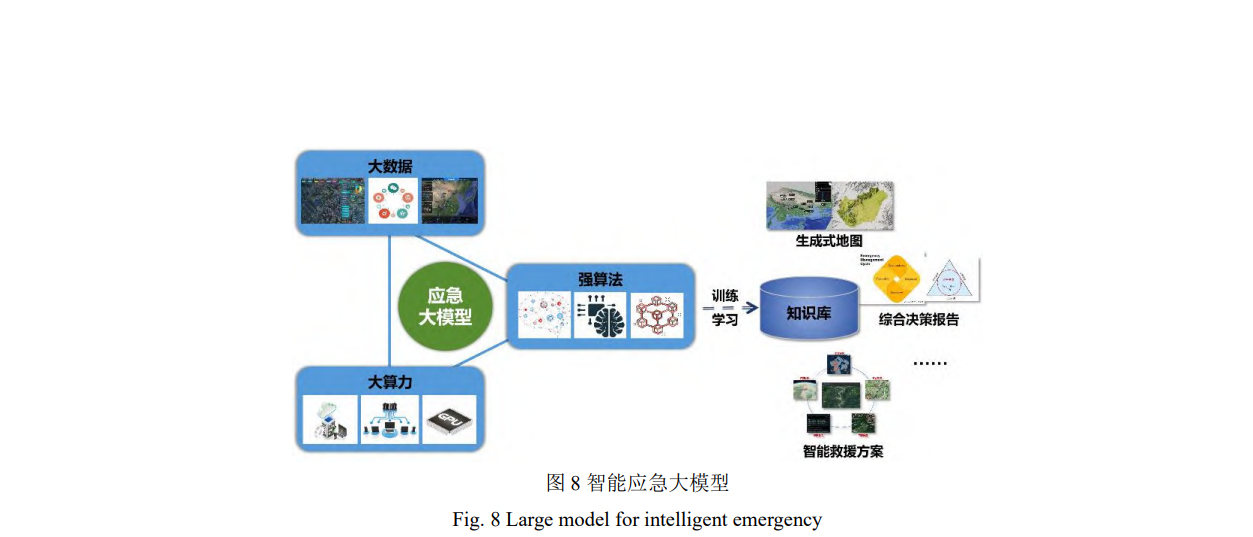 大数据
应急
大模型
强算法
大算力
GPU
训练
学习
知识库
生成式地图
Emergency
Management
综合决策报告
……
智能救援方案
图 8 智能应急大模型
Fig. 8 Large model for intelligent emergency